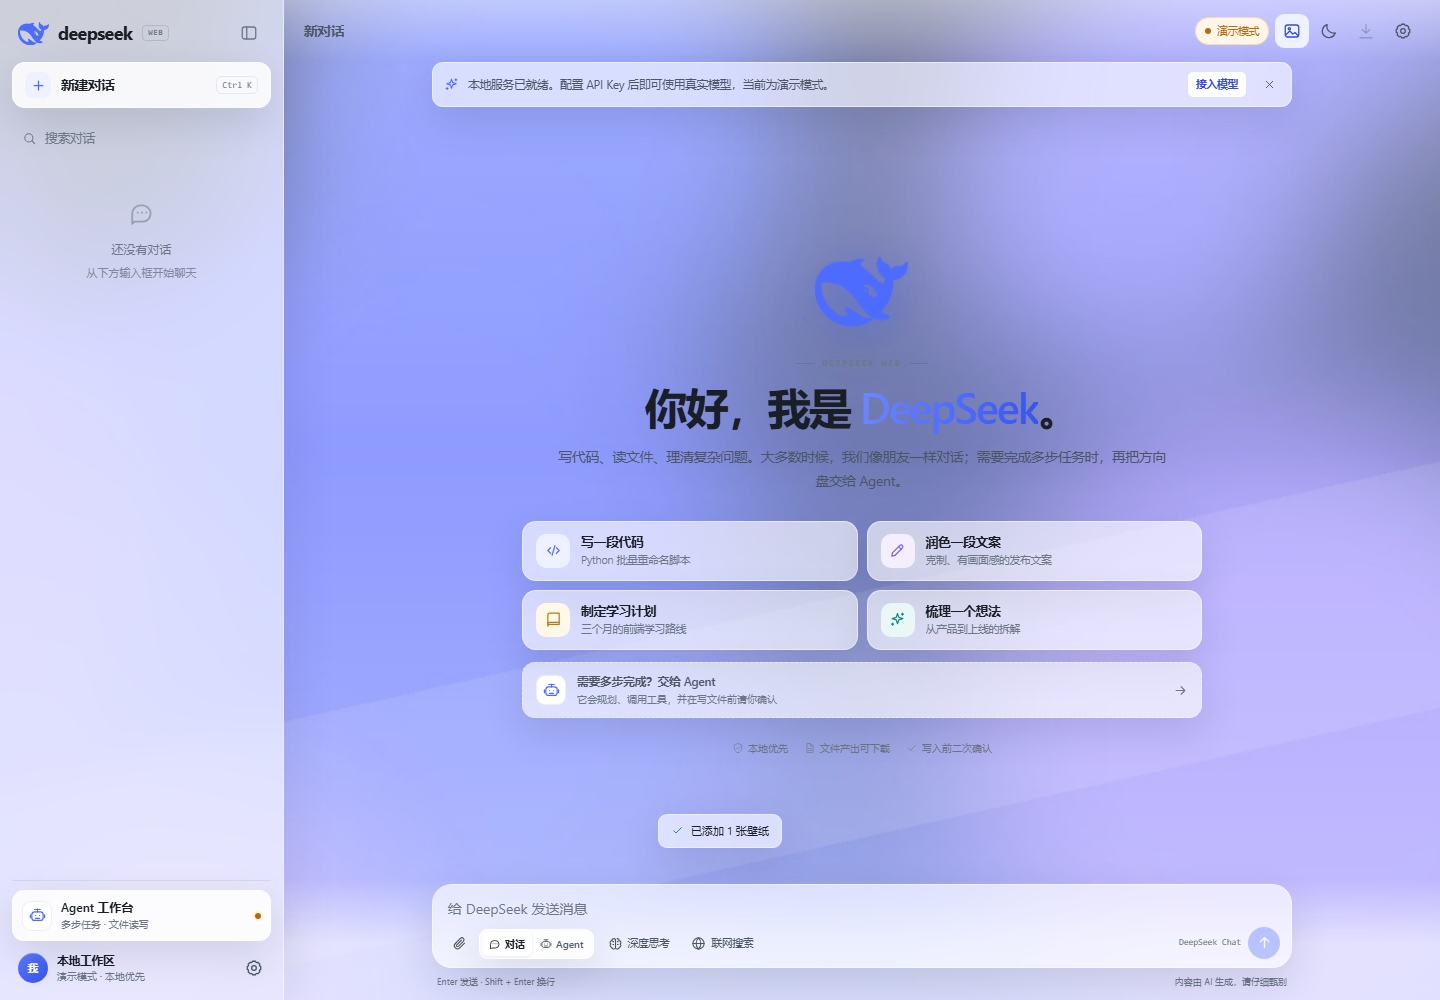 deepseek WEB
新建对话 Ctrl K
搜索对话
还没有对话
从下方输入框开始聊天
Agent 工作台
多步任务 · 文件读写
我 本地工作区
演示模式 · 本地优先
新对话
演示模式
本地服务已就绪。配置 API Key 后即可使用真实模型，当前为演示模式。
接入模型
DEEPSEEK WEB
你好，我是 DeepSeek。
写代码、读文件、理清复杂问题。大多数时候，我们像朋友一样对话；需要完成多步任务时，再把方向
盘交给 Agent。
写一段代码
Python 批量重命名脚本
润色一段文案
克制、有画面感的发布文案
制定学习计划
三个月的前端学习路线
梳理一个想法
从产品到上线的拆解
需要多步完成？交给 Agent
它会规划、调用工具，并在写文件前请你确认
本地优先 文件产出可下载 写入前二次确认
已添加 1 张壁纸
给 DeepSeek 发送消息
对话 Agent 深度思考 联网搜索 DeepSeek Chat
Enter 发送 · Shift + Enter 换行
内容由 AI 生成，请仔细甄别